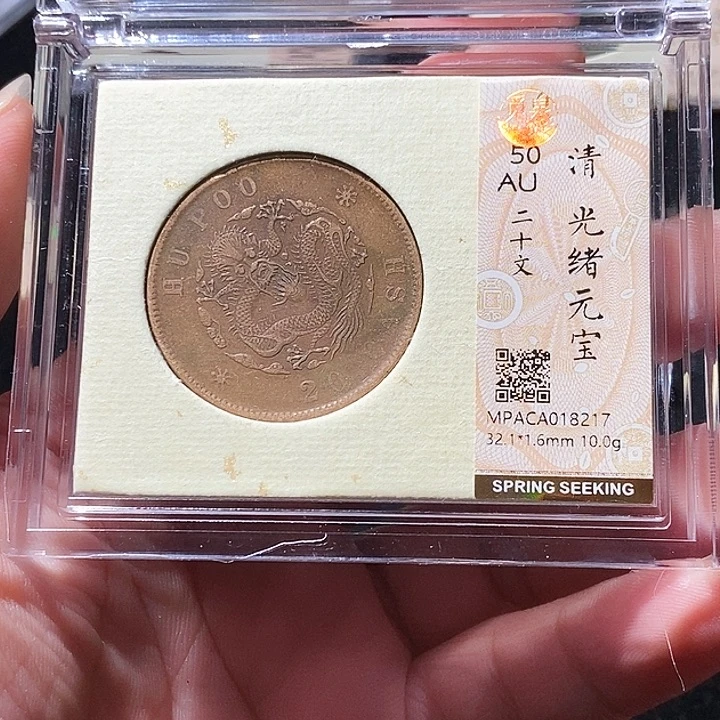 HU POO
HS
20
50
AU
清 光绪元宝
二十文
MPACA018217
32.1*1.6mm 10.0g
SPRING SEEKING